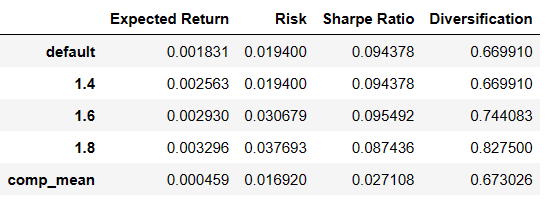 Expected Return Risk Sharpe Ratio Diversification
default 0.001831 0.019400 0.094378 0.669910
1.4 0.002563 0.019400 0.094378 0.669910
1.6 0.002930 0.030679 0.095492 0.744083
1.8 0.003296 0.037693 0.087436 0.827500
comp_mean 0.000459 0.016920 0.027108 0.673026